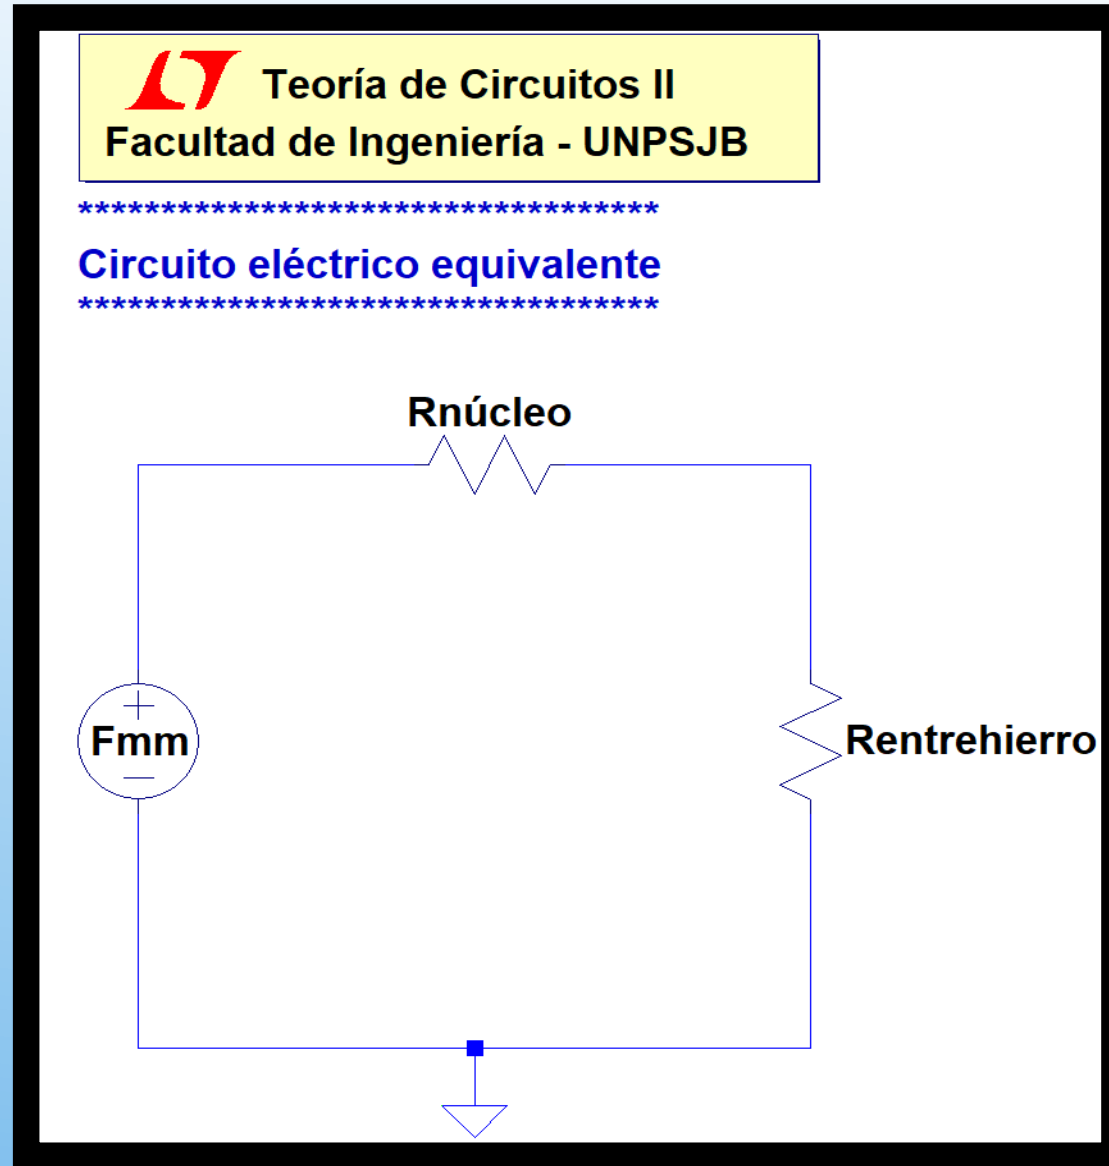 Teoría de Circuitos II
Facultad de Ingeniería - UNPSJB
***********************************
Circuito eléctrico equivalente
***********************************
Rnúcleo
Fmm
Rentrehierro